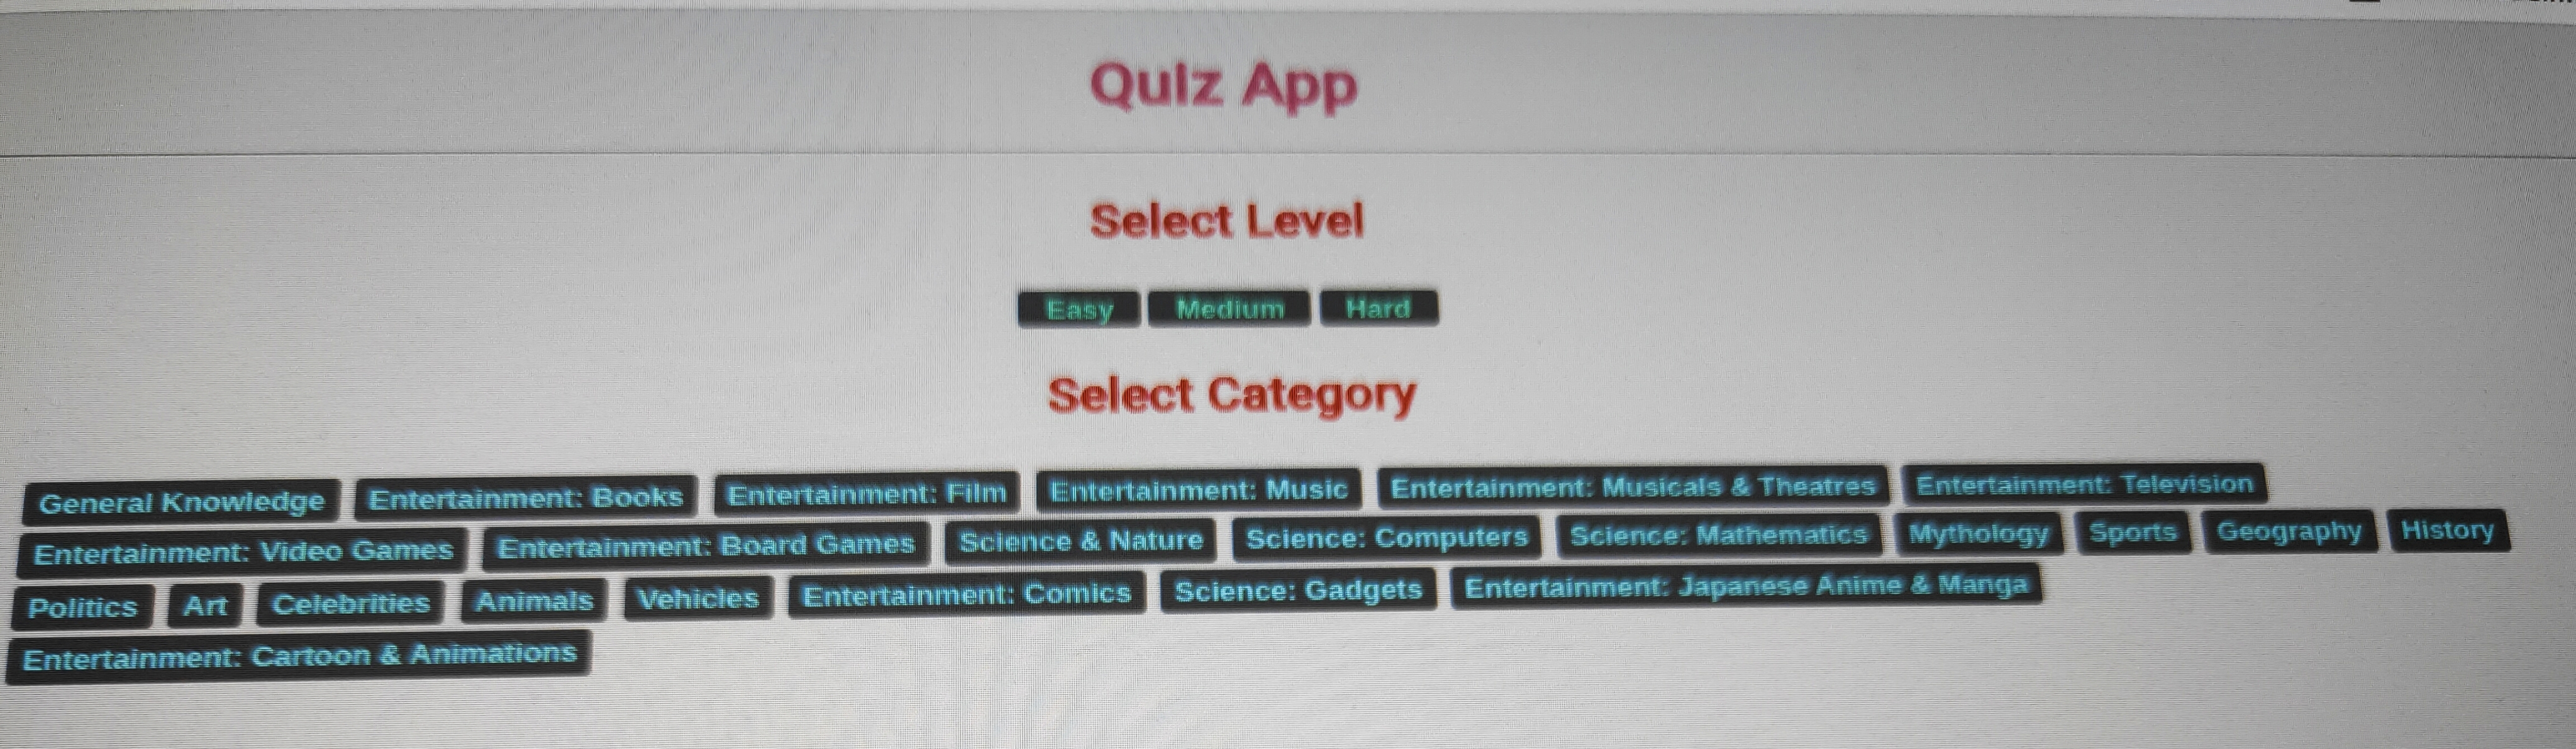 Quiz App
Select Level
Easy Medium Hard
Select Category
General Knowledge Entertainment: Books Entertainment: Film Entertainment: Music Entertainment: Musicals & Theatres Entertainment: Television
Entertainment: Video Games Entertainment: Board Games Science & Nature Science: Computers Science: Mathematics Mythology Sports Geography History
Politics Art Celebrities Animals Vehicles Entertainment: Comics Science: Gadgets Entertainment: Japanese Anime & Manga
Entertainment: Cartoon & Animations